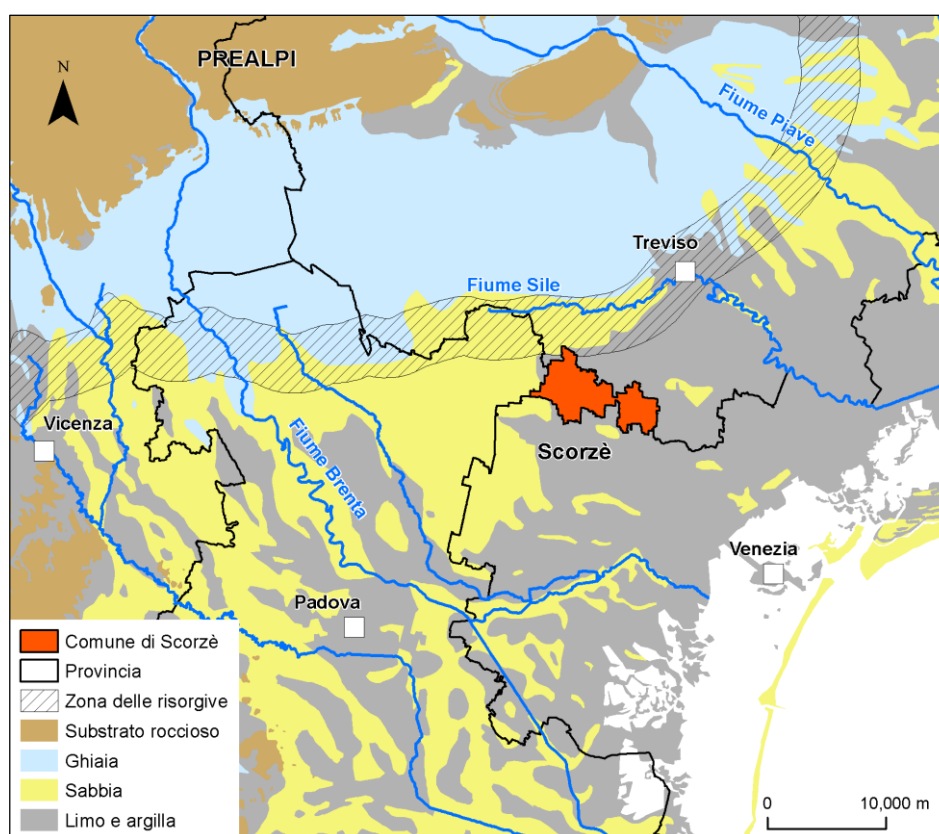 PREALPI
N
Fiume Piave
Treviso
Fiume Sile
Vicenza
Fiume Brenta
Scorzè
Venezia
Padova
Comune di Scorzè
Provincia
Zona delle risorgive
Substrato roccioso
Ghiaia
Sabbia
Limo e argilla
0 10,000 m